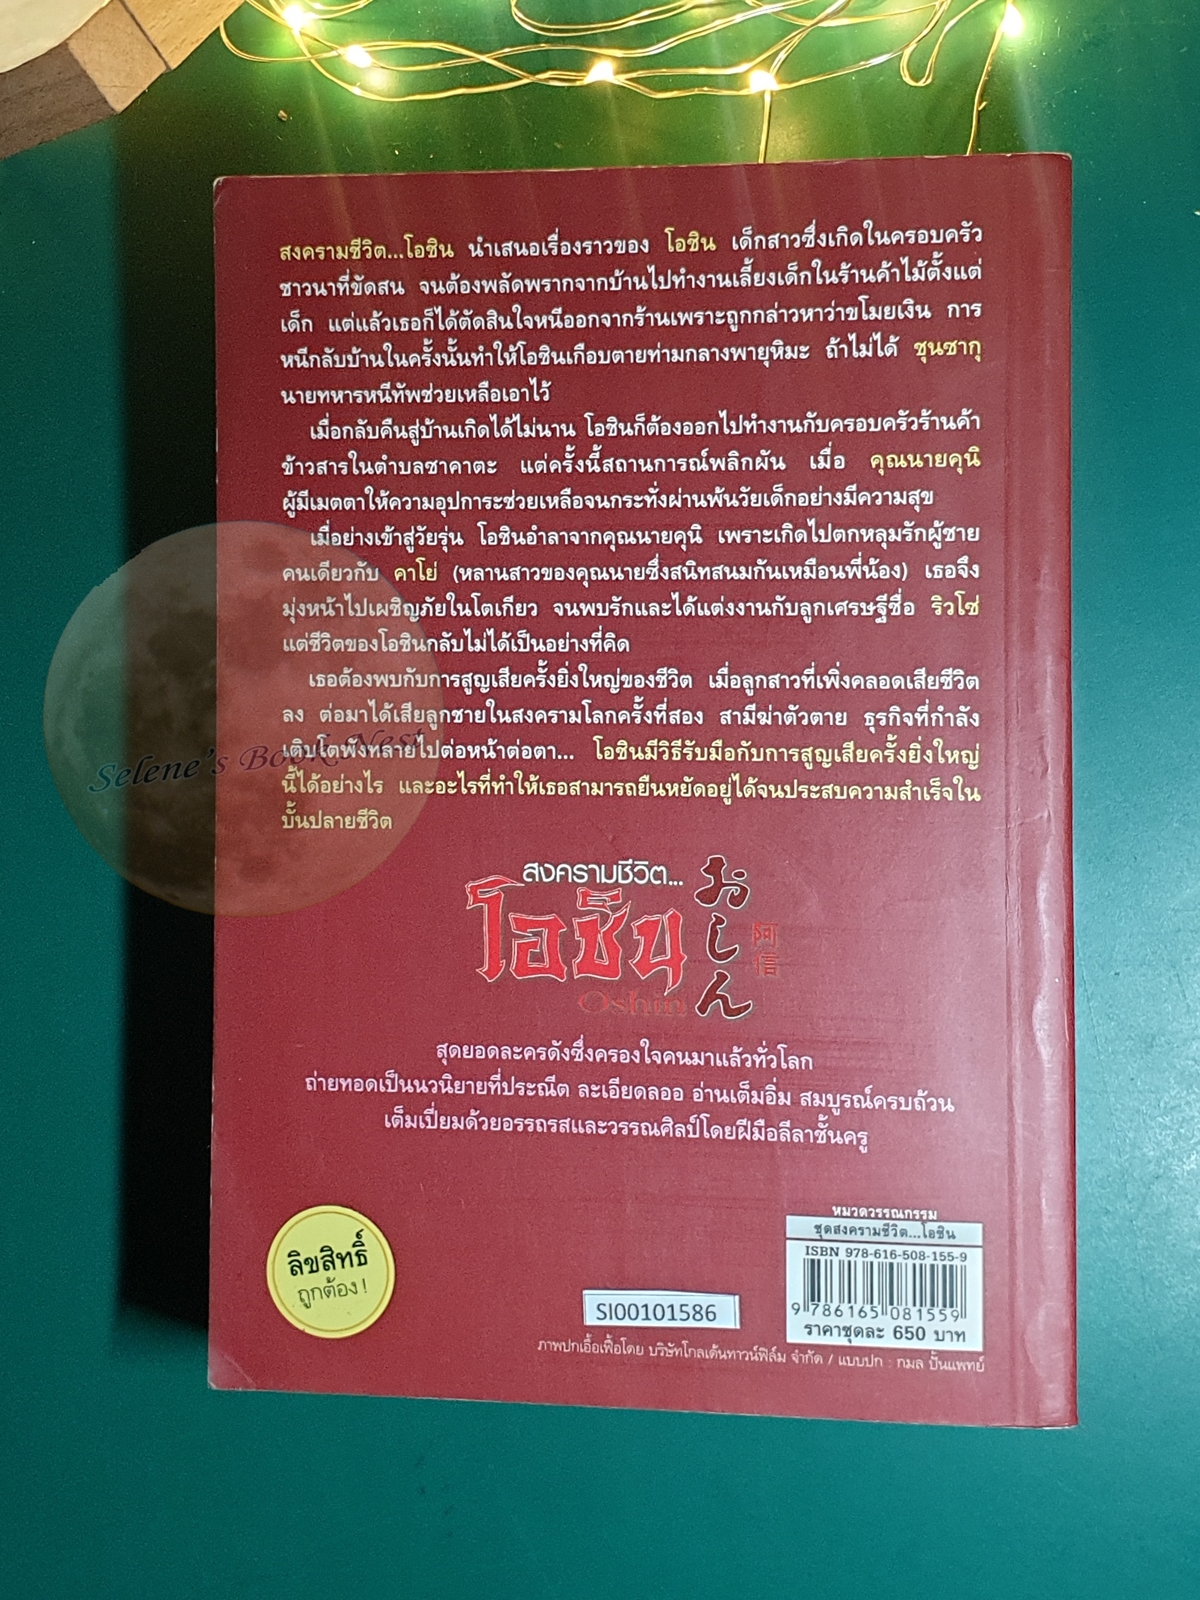 สงครามชีวิต...โอชิน นำเสนอเรื่องราวของ โอชิน เด็กสาวซึ่งเกิดในครอบครัว
ชาวนาที่ขัดสน จนต้องพลัดพรากจากบ้านไปทำงานเลี้ยงเด็กในร้านค้าไม้ตั้งแต่
เด็ก แต่แล้วเธอก็ได้ตัดสินใจหนีออกจากร้านเพราะถูกกล่าวหาว่าขโมยเงิน การ
หนีกลับบ้านในครั้งนั้นทำให้โอชินเกือบตายท่ามกลางพายุหิมะ ถ้าไม่ได้ ชุนซากุ
นายทหารหนีทัพช่วยเหลือเอาไว้
เมื่อกลับคืนสู่บ้านเกิดได้ไม่นาน โอชินก็ต้องออกไปทำงานกับครอบครัวร้านค้า
ข้าวสารในตำบลซาคาตะ แต่ครั้งนี้สถานการณ์พลิกผัน เมื่อ คุณนายคุนิ
ผู้มีเมตตาให้ความอุปการะช่วยเหลือจนกระทั่งผ่านพ้นวัยเด็กอย่างมีความสุข
เมื่อย่างเข้าสู่วัยรุ่น โอชินอำลาจากคุณนายคุนิ เพราะเกิดไปตกหลุมรักผู้ชาย
คนเดียวกับ คาโย่ (หลานสาวของคุณนายซึ่งสนิทสนมกันเหมือนพี่น้อง) เธอจึง
มุ่งหน้าไปเผชิญภัยในโตเกียว จนพบรักและได้แต่งงานกับลูกเศรษฐีชื่อ ริวโซ่
แต่ชีวิตของโอชินกลับไม่ได้เป็นอย่างที่คิด
เธอต้องพบกับการสูญเสียครั้งยิ่งใหญ่ของชีวิต เมื่อลูกสาวที่เพิ่งคลอดเสียชีวิต
ลง ต่อมาได้เสียลูกชายในสงครามโลกครั้งที่สอง สามีฆ่าตัวตาย ธุรกิจที่กำลัง
เติบโตพังทลายไปต่อหน้าต่อตา... โอชินมีวิธีรับมือกับการสูญเสียครั้งยิ่งใหญ่
นี้ได้อย่างไร และอะไรที่ทำให้เธอสามารถยืนหยัดอยู่ได้จนประสบความสำเร็จใน
บั้นปลายชีวิต
Selene's Book Nest
สงครามชีวิต...
โอชิน
おしん
阿信
Oshin
สุดยอดละครดังซึ่งครองใจคนมาแล้วทั่วโลก
ถ่ายทอดเป็นนวนิยายที่ประณีต ละเอียดลออ อ่านเต็มอิ่ม สมบูรณ์ครบถ้วน
เต็มเปี่ยมด้วยอรรถรสและวรรณศิลป์โดยฝีมือลีลาชั้นครู
ลิขสิทธิ์
ถูกต้อง!
SI00101586
หมวดวรรณกรรม
ชุดสงครามชีวิต...โอชิน
ISBN 978-616-508-155-9
9 786165 081559
ราคาชุดละ 650 บาท
ภาพปกเอื้อเฟื้อโดย บริษัทโกลเด้นทาวน์ฟิล์ม จำกัด / แบบปก : กมล ปั้นแพทย์